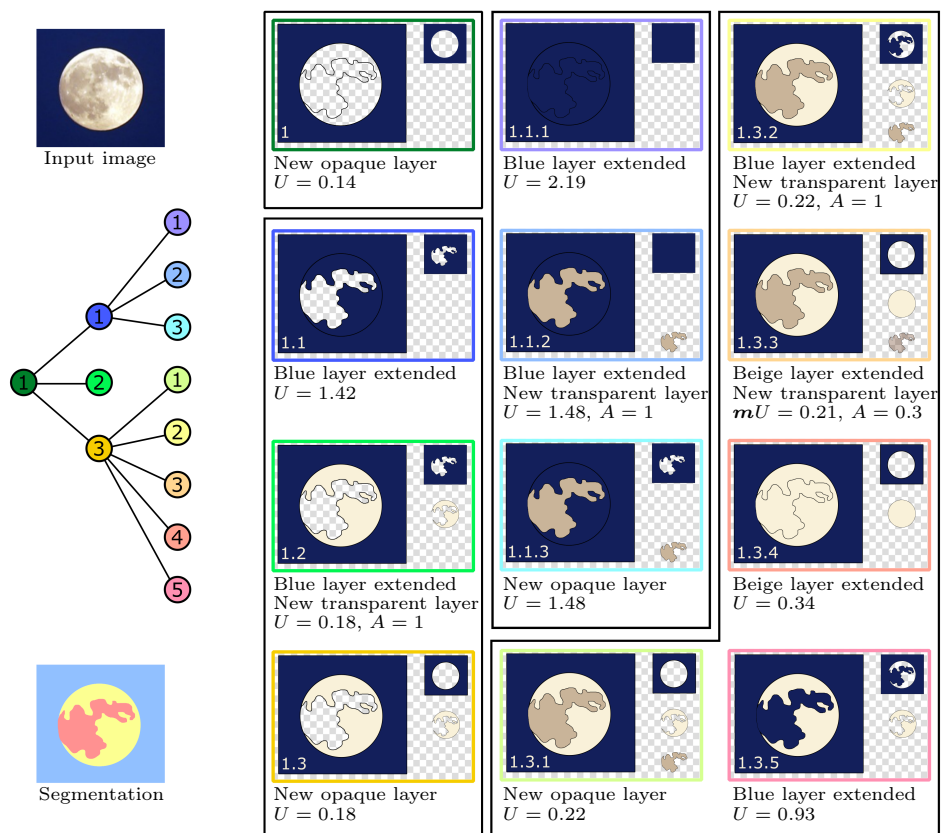 Input image
1
1
2
1
3
2
1
3
2
3
4
5
Segmentation
1
New opaque layer
U = 0.14
1.1
Blue layer extended
U = 1.42
1.2
Blue layer extended
New transparent layer
U = 0.18, A = 1
1.3
New opaque layer
U = 0.18
1.1.1
Blue layer extended
U = 2.19
1.1.2
Blue layer extended
New transparent layer
U = 1.48, A = 1
1.1.3
New opaque layer
U = 1.48
1.3.1
New opaque layer
U = 0.22
1.3.2
Blue layer extended
New transparent layer
U = 0.22, A = 1
1.3.3
Beige layer extended
New transparent layer
mU = 0.21, A = 0.3
1.3.4
Beige layer extended
U = 0.34
1.3.5
Blue layer extended
U = 0.93